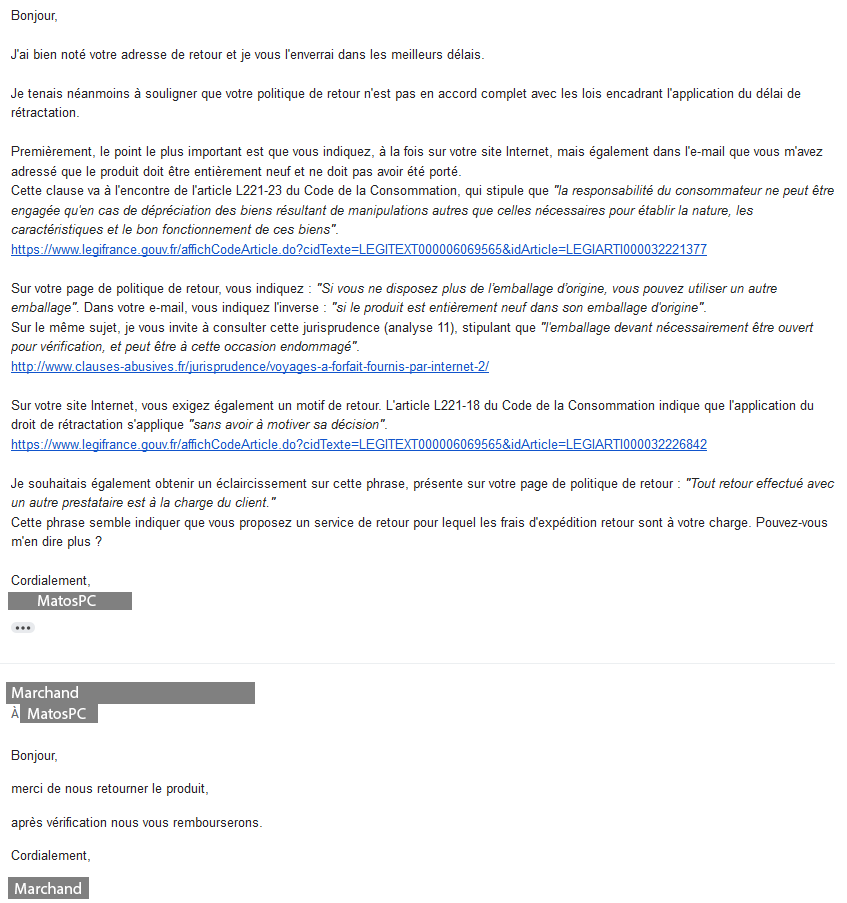 Bonjour,
J'ai bien noté votre adresse de retour et je vous l'enverrai dans les meilleurs délais.
Je tenais néanmoins à souligner que votre politique de retour n'est pas en accord complet avec les lois encadrant l'application du délai de
rétractation.
Premièrement, le point le plus important est que vous indiquez, à la fois sur votre site Internet, mais également dans l'e-mail que vous m'avez
adressé que le produit doit être entièrement neuf et ne doit pas avoir été porté.
Cette clause va à l'encontre de l'article L221-23 du Code de la Consommation, qui stipule que "la responsabilité du consommateur ne peut être
engagée qu'en cas de dépréciation des biens résultant de manipulations autres que celles nécessaires pour établir la nature, les
caractéristiques et le bon fonctionnement de ces biens".
https://www.legifrance.gouv.fr/affichCodeArticle.do?cidTexte=LEGITEXT000006069565&idArticle=LEGIARTI000032221377
Sur votre page de politique de retour, vous indiquez : "Si vous ne disposez plus de l'emballage d'origine, vous pouvez utiliser un autre
emballage". Dans votre e-mail, vous indiquez l'inverse : "si le produit est entièrement neuf dans son emballage d'origine".
Sur le même sujet, je vous invite à consulter cette jurisprudence (analyse 11), stipulant que "l'emballage devant nécessairement être ouvert
pour vérification, et peut être à cette occasion endommagé".
http://www.clauses-abusives.fr/jurisprudence/voyages-a-forfait-fournis-par-internet-2/
Sur votre site Internet, vous exigez également un motif de retour. L'article L221-18 du Code de la Consommation indique que l'application du
droit de rétractation s'applique "sans avoir à motiver sa décision".
https://www.legifrance.gouv.fr/affichCodeArticle.do?cidTexte=LEGITEXT000006069565&idArticle=LEGIARTI000032226842
Je souhaitais également obtenir un éclaircissement sur cette phrase, présente sur votre page de politique de retour : "Tout retour effectué avec
un autre prestataire est à la charge du client."
Cette phrase semble indiquer que vous proposez un service de retour pour lequel les frais d'expédition retour sont à votre charge. Pouvez-vous
m'en dire plus ?
Cordialement,
MatosPC
Marchand
À MatosPC
Bonjour,
merci de nous retourner le produit,
après vérification nous vous rembourserons.
Cordialement,
Marchand